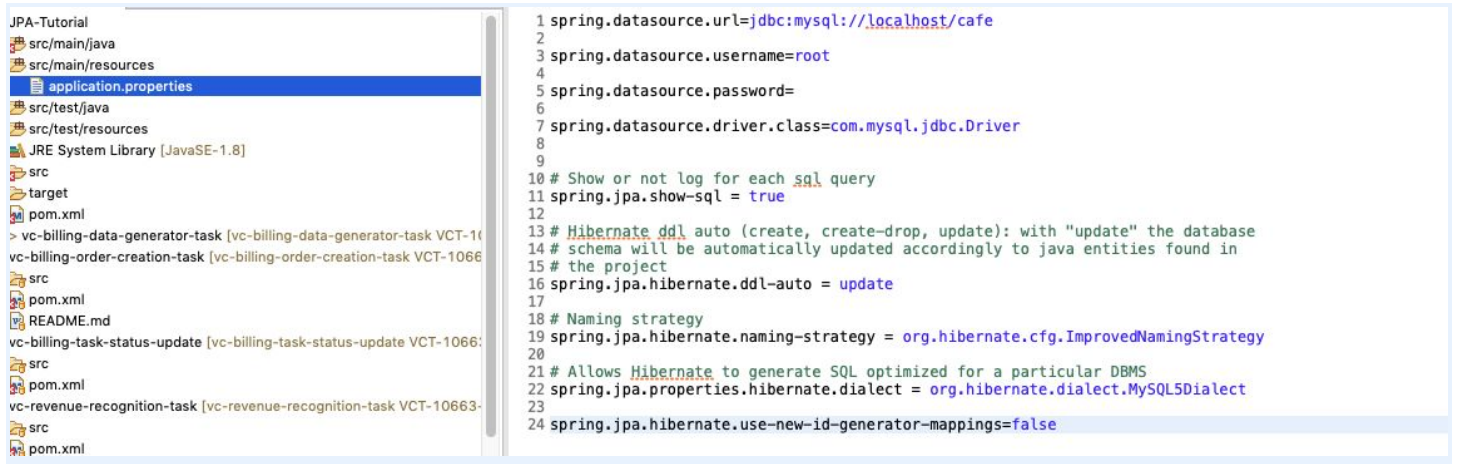 JPA-Tutorial
src/main/java
src/main/resources
application.properties
src/test/java
src/test/resources
JRE System Library [JavaSE-1.8]
src
target
pom.xml
> vc-billing-data-generator-task [vc-billing-data-generator-task VCT-10
vc-billing-order-creation-task [vc-billing-order-creation-task VCT-1066
src
pom.xml
README.md
vc-billing-task-status-update [vc-billing-task-status-update VCT-1066
src
pom.xml
vc-revenue-recognition-task [vc-revenue-recognition-task VCT-10663-
src
pom.xml
1 spring.datasource.url=jdbc:mysql://localhost/cafe
2
3 spring.datasource.username=root
4
5 spring.datasource.password=
6
7 spring.datasource.driver.class=com.mysql.jdbc.Driver
8
9
10 # Show or not log for each sql query
11 spring.jpa.show-sql = true
12
13 # Hibernate ddl auto (create, create-drop, update): with "update" the database
14 # schema will be automatically updated accordingly to java entities found in
15 # the project
16 spring.jpa.hibernate.ddl-auto = update
17
18 # Naming strategy
19 spring.jpa.hibernate.naming-strategy = org.hibernate.cfg.ImprovedNamingStrategy
20
21 # Allows Hibernate to generate SQL optimized for a particular DBMS
22 spring.jpa.properties.hibernate.dialect = org.hibernate.dialect.MySQL5Dialect
23
24 spring.jpa.hibernate.use-new-id-generator-mappings=false